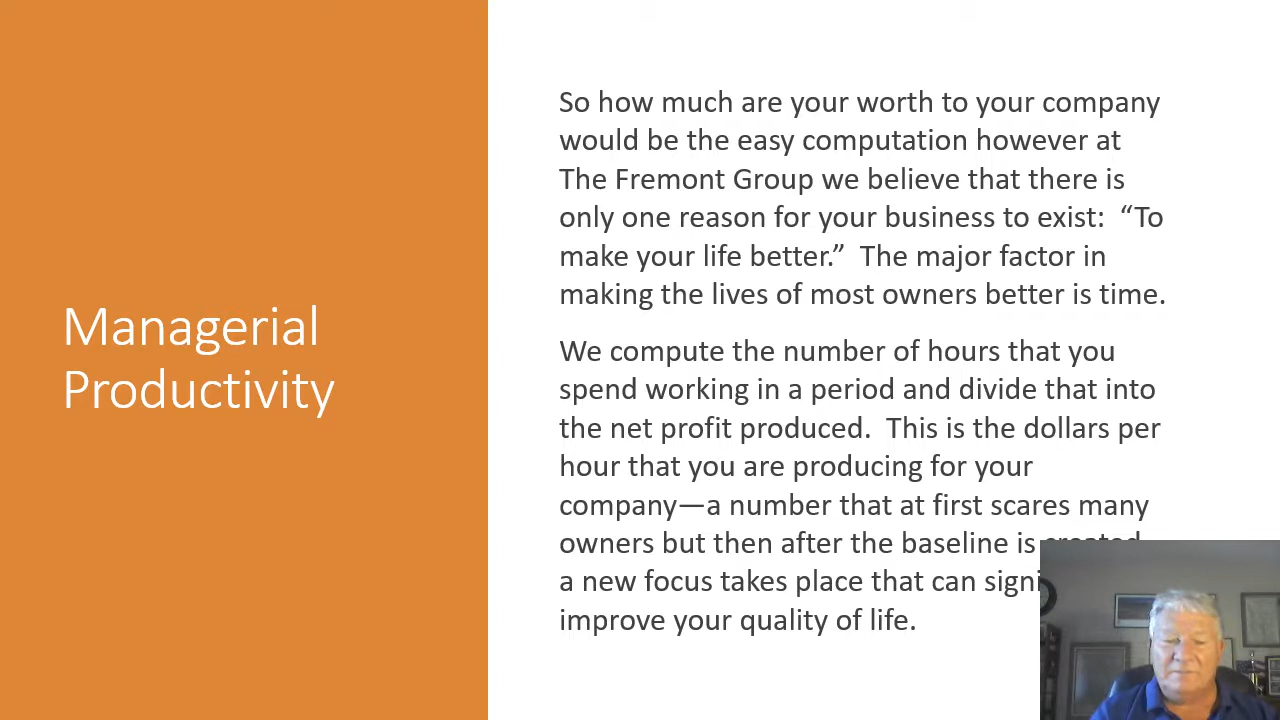 Managerial
Productivity
So how much are your worth to your company
would be the easy computation however at
The Fremont Group we believe that there is
only one reason for your business to exist:  “To
make your life better.”  The major factor in
making the lives of most owners better is time.
We compute the number of hours that you
spend working in a period and divide that into
the net profit produced.  This is the dollars per
hour that you are producing for your
company—a number that at first scares many
owners but then after the baseline is created
a new focus takes place that can signi
improve your quality of life.